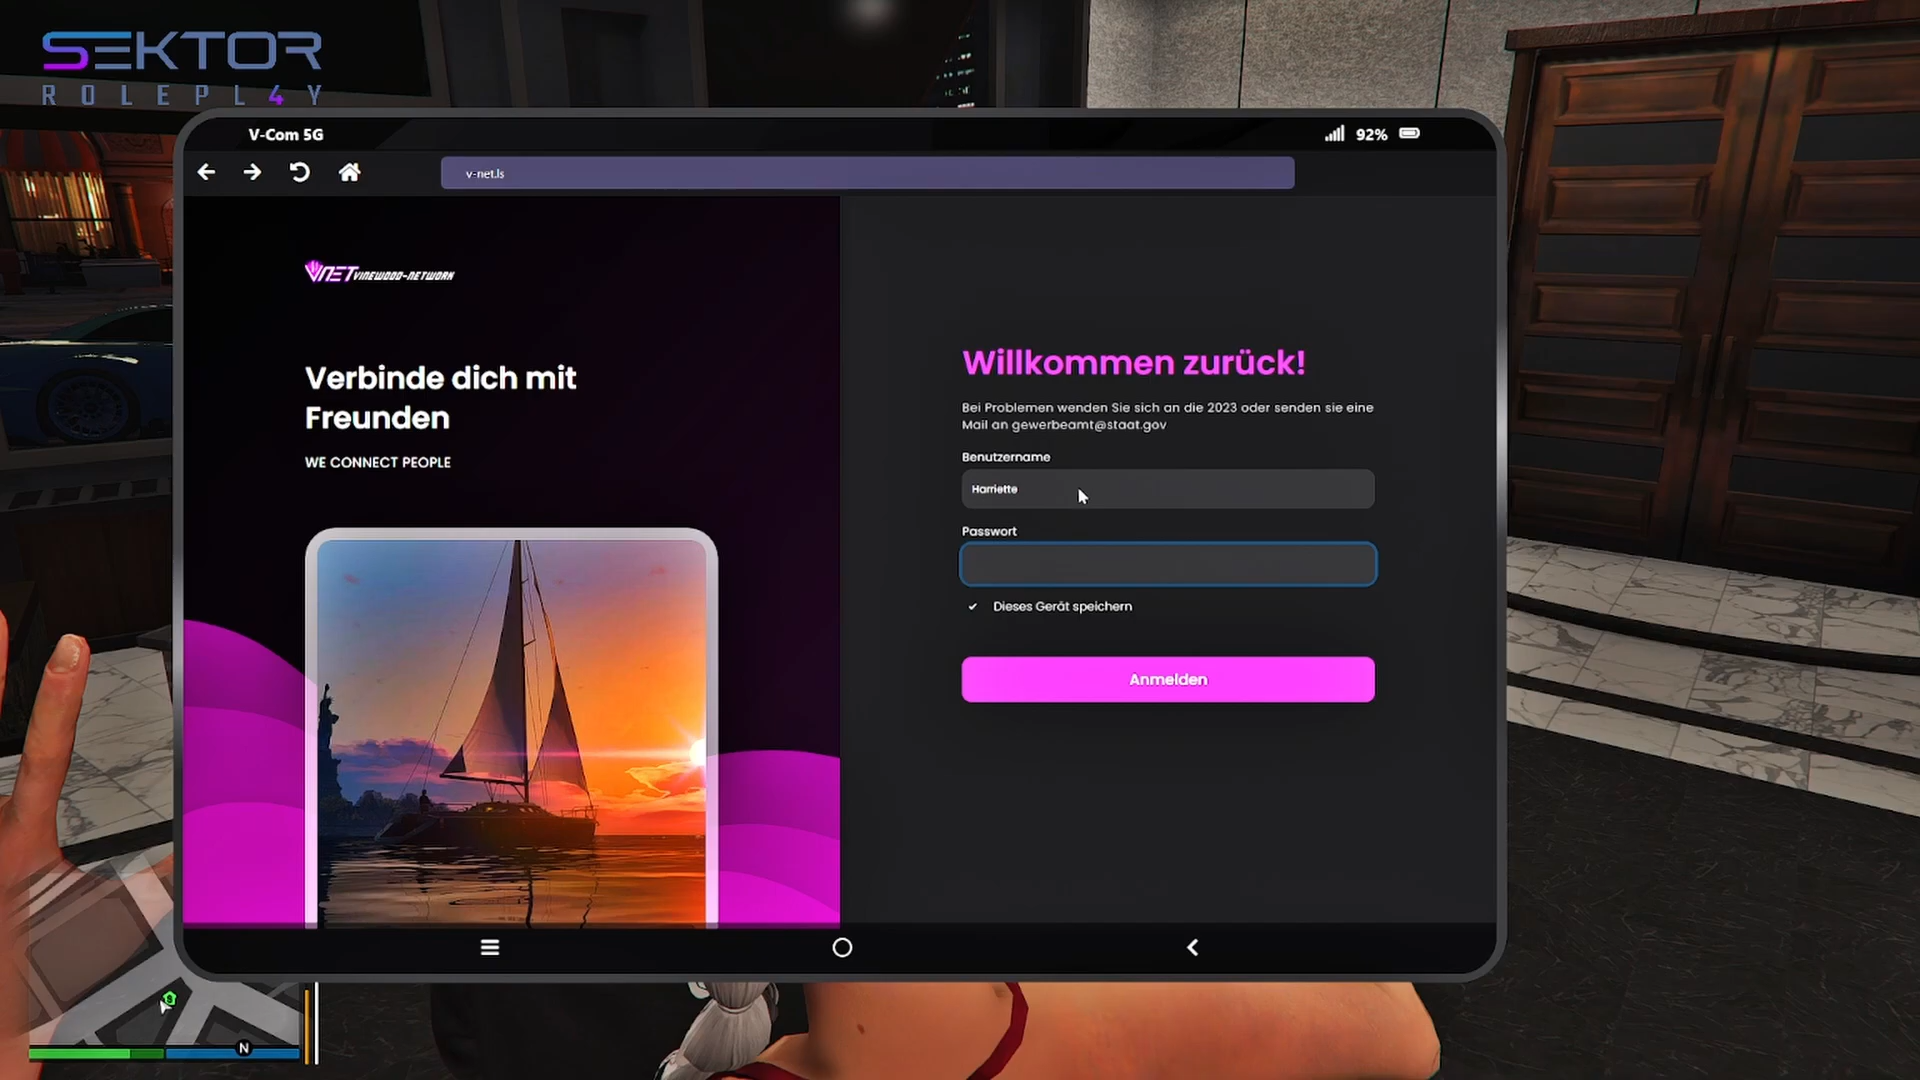 SEKTOR
ROLEPL4Y
V-Com 5G
92%
v-net.ls
VNET VINEWOOD-NETWORK
Verbinde dich mit
Freunden
WE CONNECT PEOPLE
Willkommen zurück!
Bei Problemen wenden Sie sich an die 2023 oder senden sie eine
Mail an gewerbeamt@staat.gov
Benutzername
Harriette
Passwort
Dieses Gerät speichern
Anmelden
N